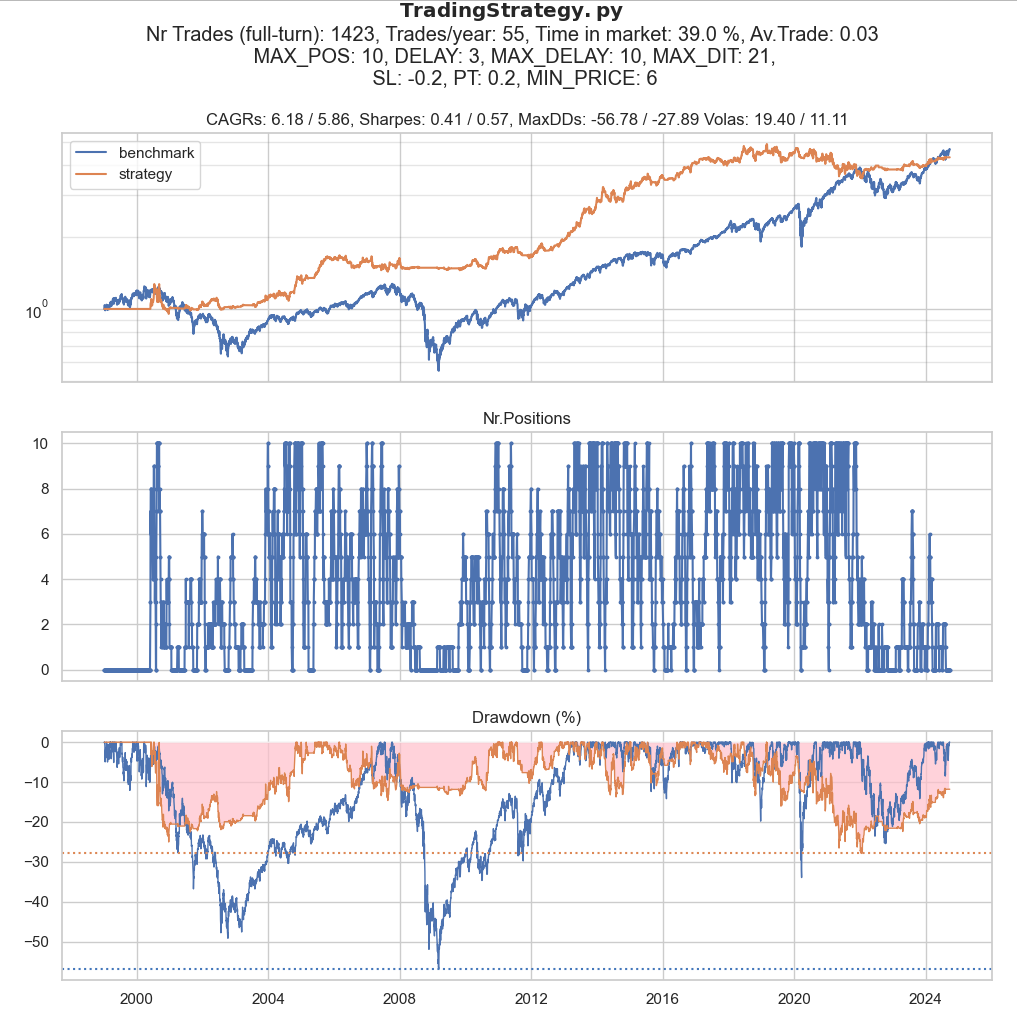 TradingStrategy.py
Nr Trades (full-turn): 1423, Trades/year: 55, Time in market: 39.0 %, Av.Trade: 0.03
MAX_POS: 10, DELAY: 3, MAX_DELAY: 10, MAX_DIT: 21,
SL: -0.2, PT: 0.2, MIN_PRICE: 6
CAGRs: 6.18 / 5.86, Sharpes: 0.41 / 0.57, MaxDDs: -56.78 / -27.89 Volas: 19.40 / 11.11
benchmark
strategy
10⁰
Nr.Positions
10
8
6
4
2
0
Drawdown (%)
0
−10
−20
−30
−40
−50
2000 2004 2008 2012 2016 2020 2024